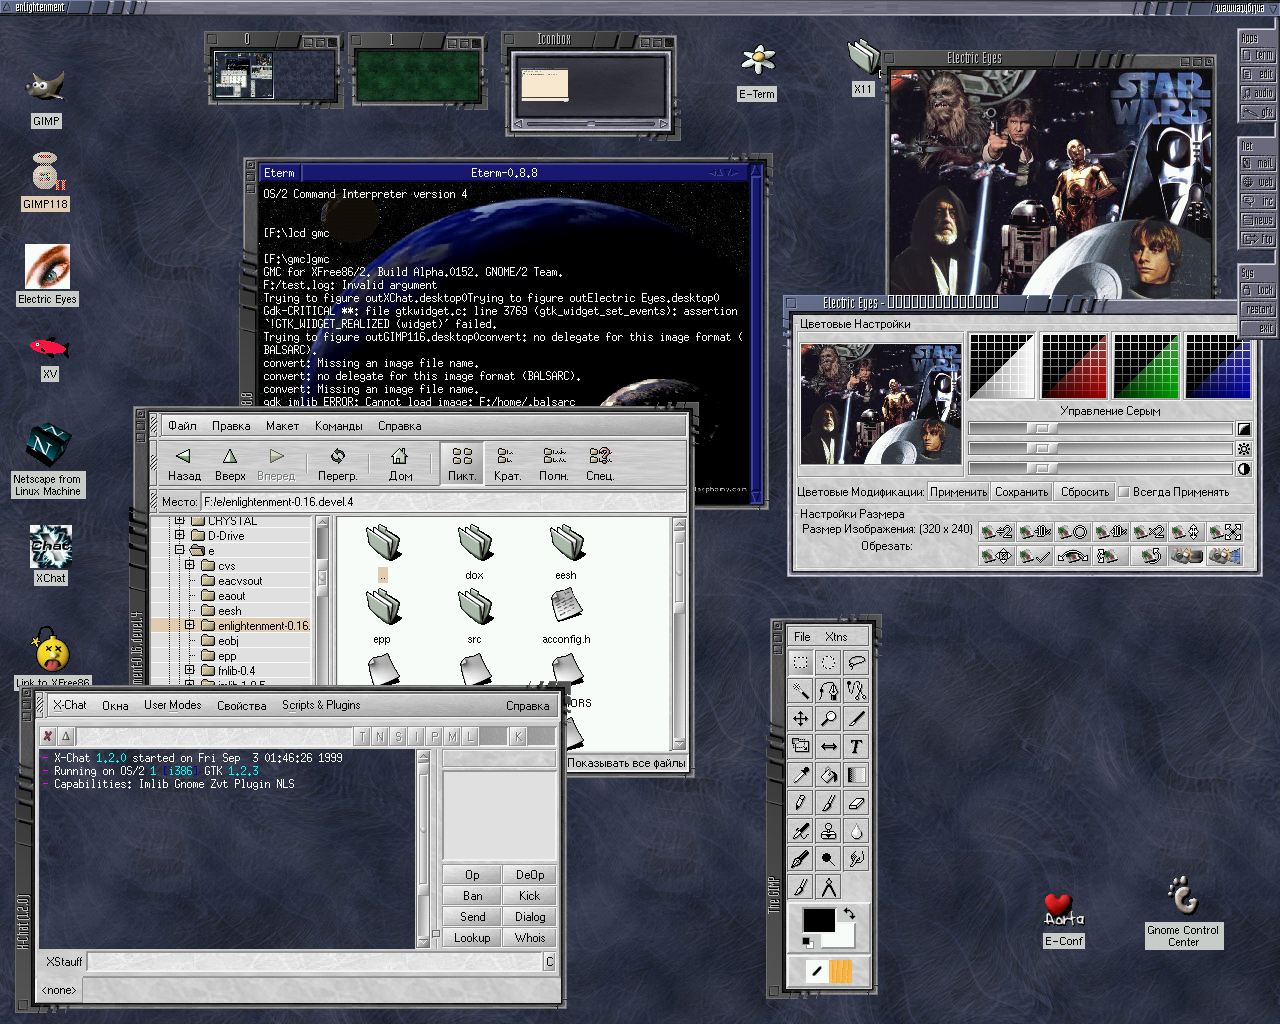 enlightenment
0
1
Iconbox
E-Term
X11
Electric Eyes
STAR
WARS
Apps
term
edit
audio
gfx
Net
mail
web
irc
news
ftp
Sys
Lock
restart
exit
GIMP
GIMP118
Electric Eyes
XV
Netscape from
Linux Machine
XChat
Link to XFree86
Eterm
Eterm-0.8.8
OS/2 Command Interpreter version 4
[F:\]cd gmc
[F:\gmc]gmc
GMC for XFree86/2. Build Alpha.0152. GNOME/2 Team.
F:/test.log: Invalid argument
Trying to figure outXChat.desktop0Trying to figure outElectric Eyes.desktop0
Gdk-CRITICAL **: file gtkwidget.c: line 3769 (gtk_widget_set_events): assertion
`!GTK_WIDGET_REALIZED (widget)' failed.
Trying to figure outGIMP116.desktop0convert: no delegate for this image format (
BALSARC).
convert: Missing an image file name.
convert: no delegate for this image format (BALSARC).
convert: Missing an image file name.
gdk_imlib ERROR: Cannot load image: F:/home/.balsarc
Файл Правка Макет Команды Справка
Назад Вверх Вперед Перегр. Дом Пикт. Крат. Полн. Спец.
Место: F:/e/enlightenment-0.16.devel.4
CRYSTAL
D-Drive
e
cvs
eacvsout
eaout
eesh
enlightenment-0.16.
eobj
epp
fnlib-0.4
imlib-1.9.5
.. dox eesh
epp src acconfig.h
ORS
Показывать все файлы
Electric Eyes -
Цветовые Настройки
Управление Серым
Цветовые Модификации: Применить Сохранить Сбросить Всегда Применять
Настройки Размера
Размер Изображения: (320 x 240)
Обрезать:
X-Chat Окна User Modes Свойства Scripts & Plugins Справка
T N S I P M L K
- X-Chat 1.2.0 started on Fri Sep  3 01:46:26 1999
- Running on OS/2 1 [i386] GTK 1.2.3
- Capabilities: Imlib Gnome Zvt Plugin NLS
Op DeOp
Ban Kick
Send Dialog
Lookup Whois
XStauff C
<none>
X-Chat (1.2.0)
File Xtns
The GIMP
Aorta
E-Conf
Gnome Control
Center